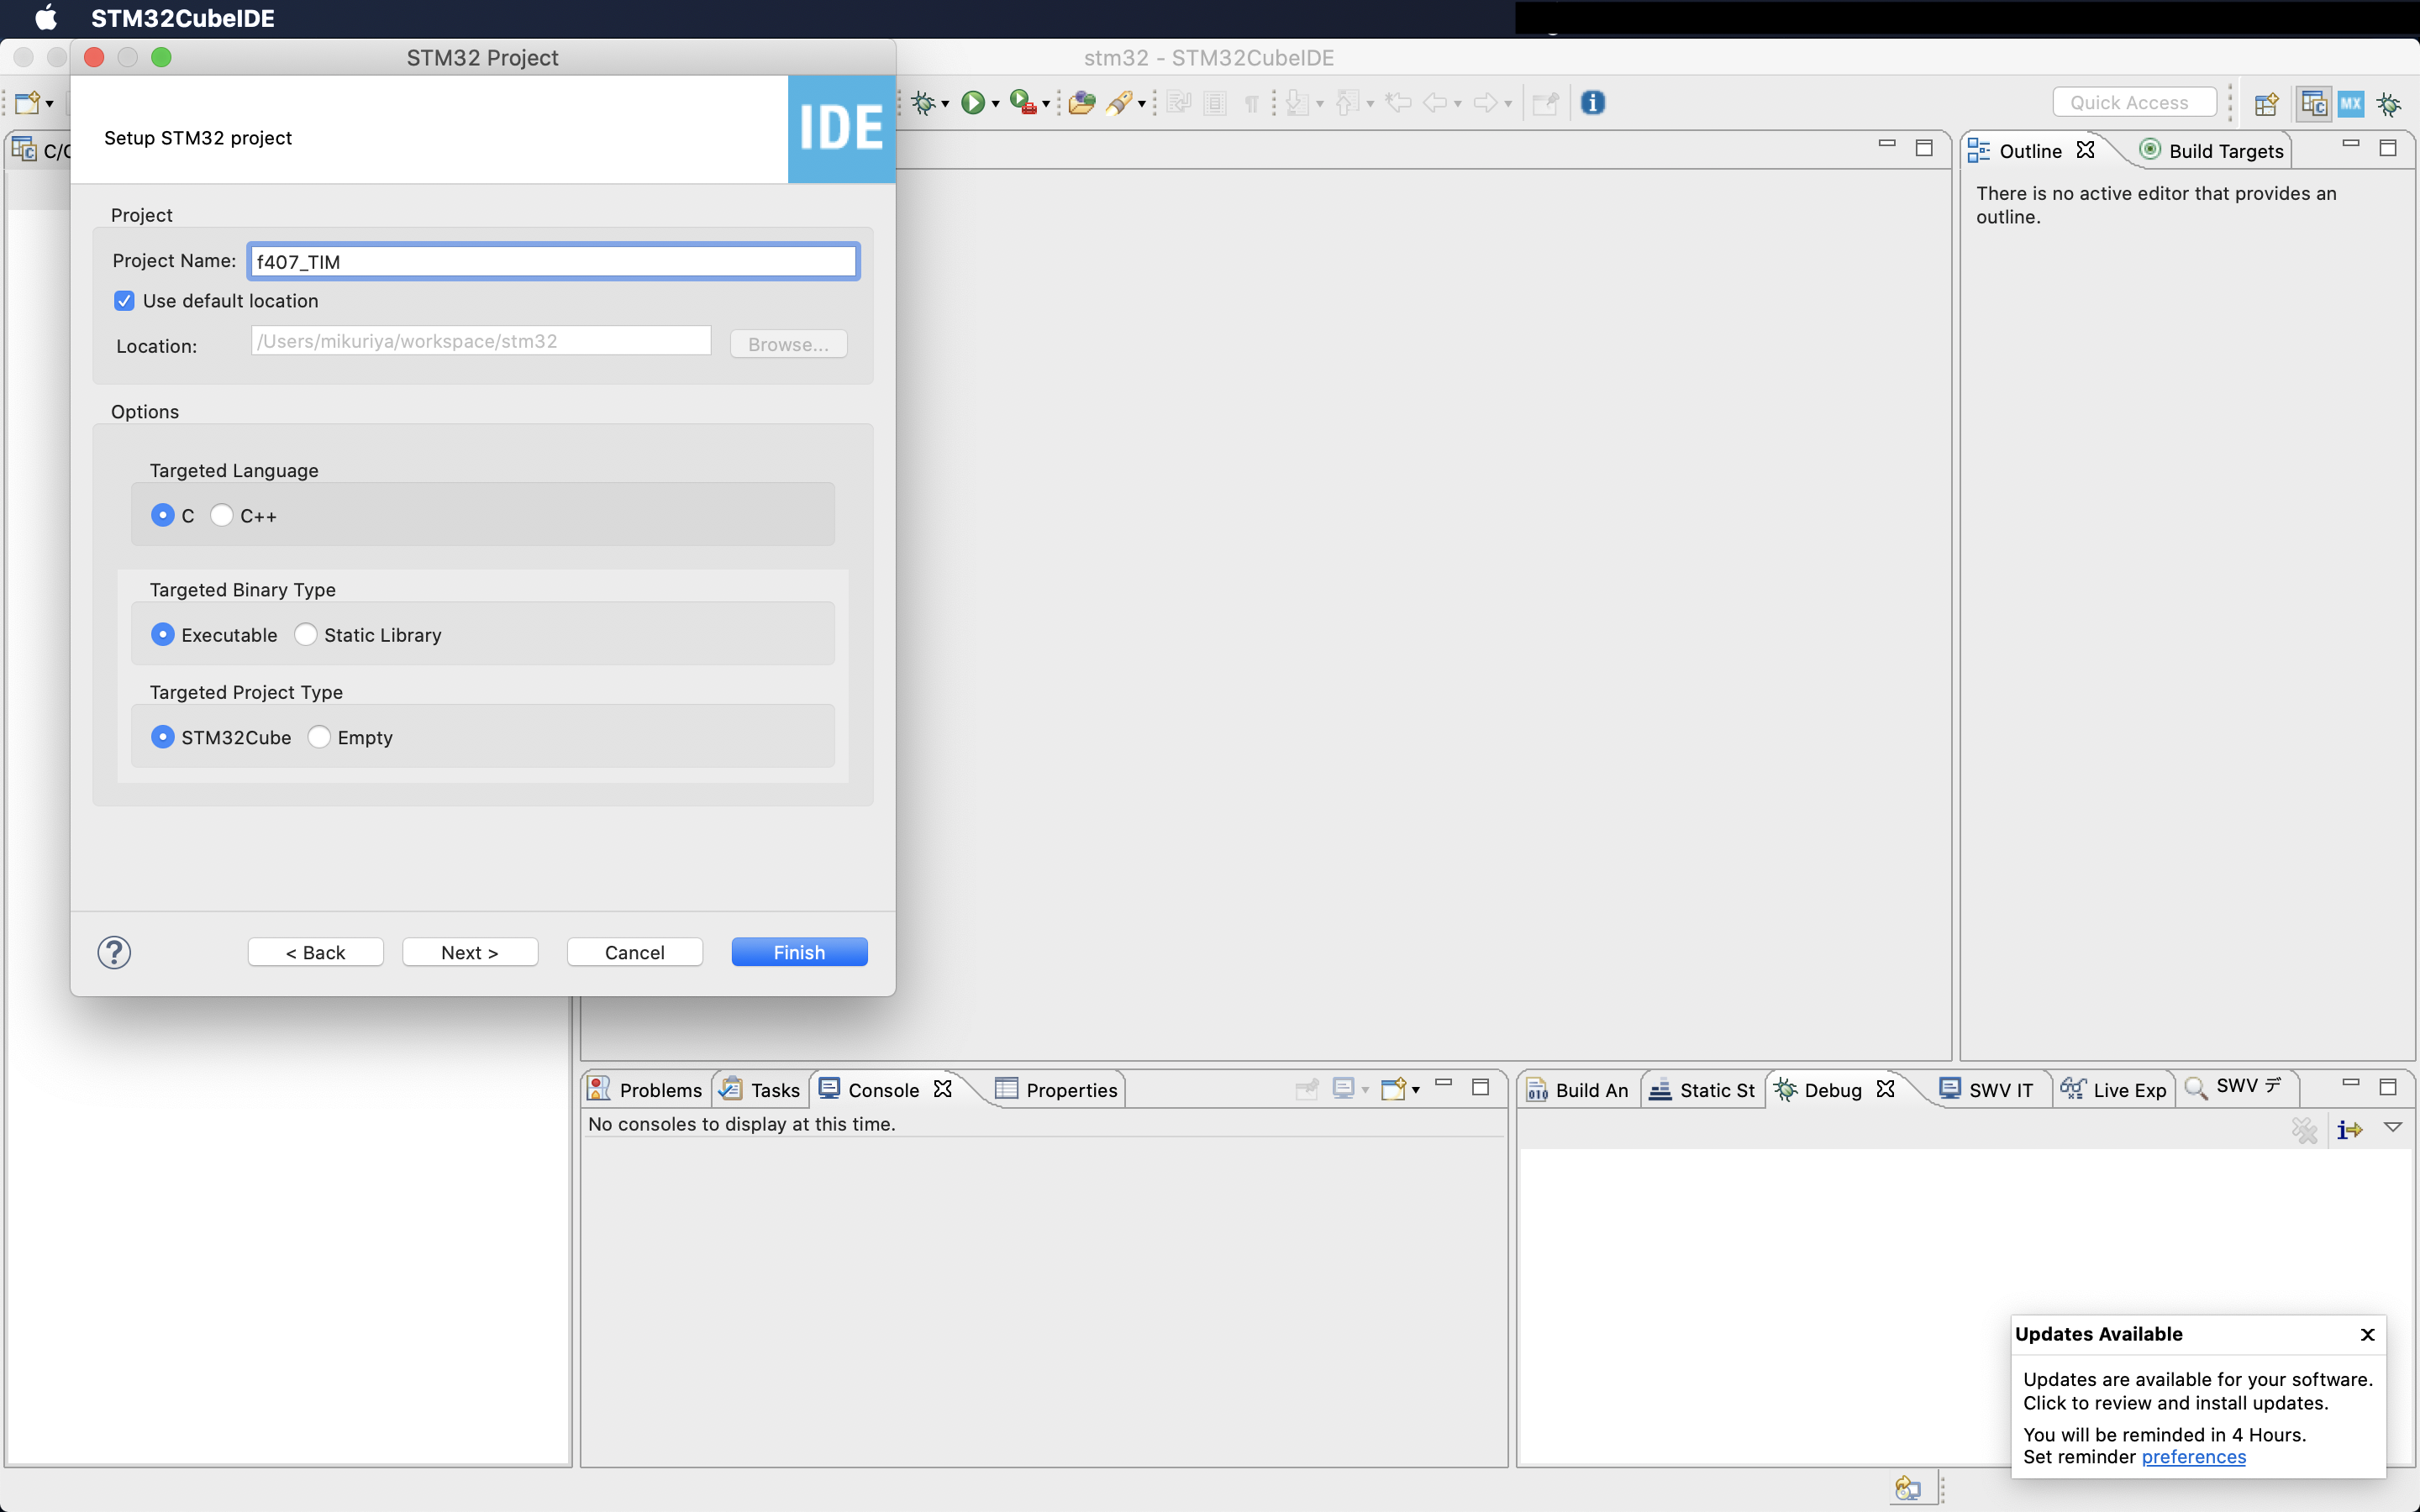 STM32CubeIDE
STM32 Project
stm32 - STM32CubeIDE
Quick Access
MX
Setup STM32 project
IDE
C/C
Outline
Build Targets
There is no active editor that provides an
outline.
Project
Project Name: f407_TIM
Use default location
Location: /Users/mikuriya/workspace/stm32 Browse...
Options
Targeted Language
C C++
Targeted Binary Type
Executable Static Library
Targeted Project Type
STM32Cube Empty
? < Back Next > Cancel Finish
Problems Tasks Console Properties
No consoles to display at this time.
Build An Static St Debug SWV IT Live Exp SWV デ
Updates Available
Updates are available for your software.
Click to review and install updates.
You will be reminded in 4 Hours.
Set reminder preferences